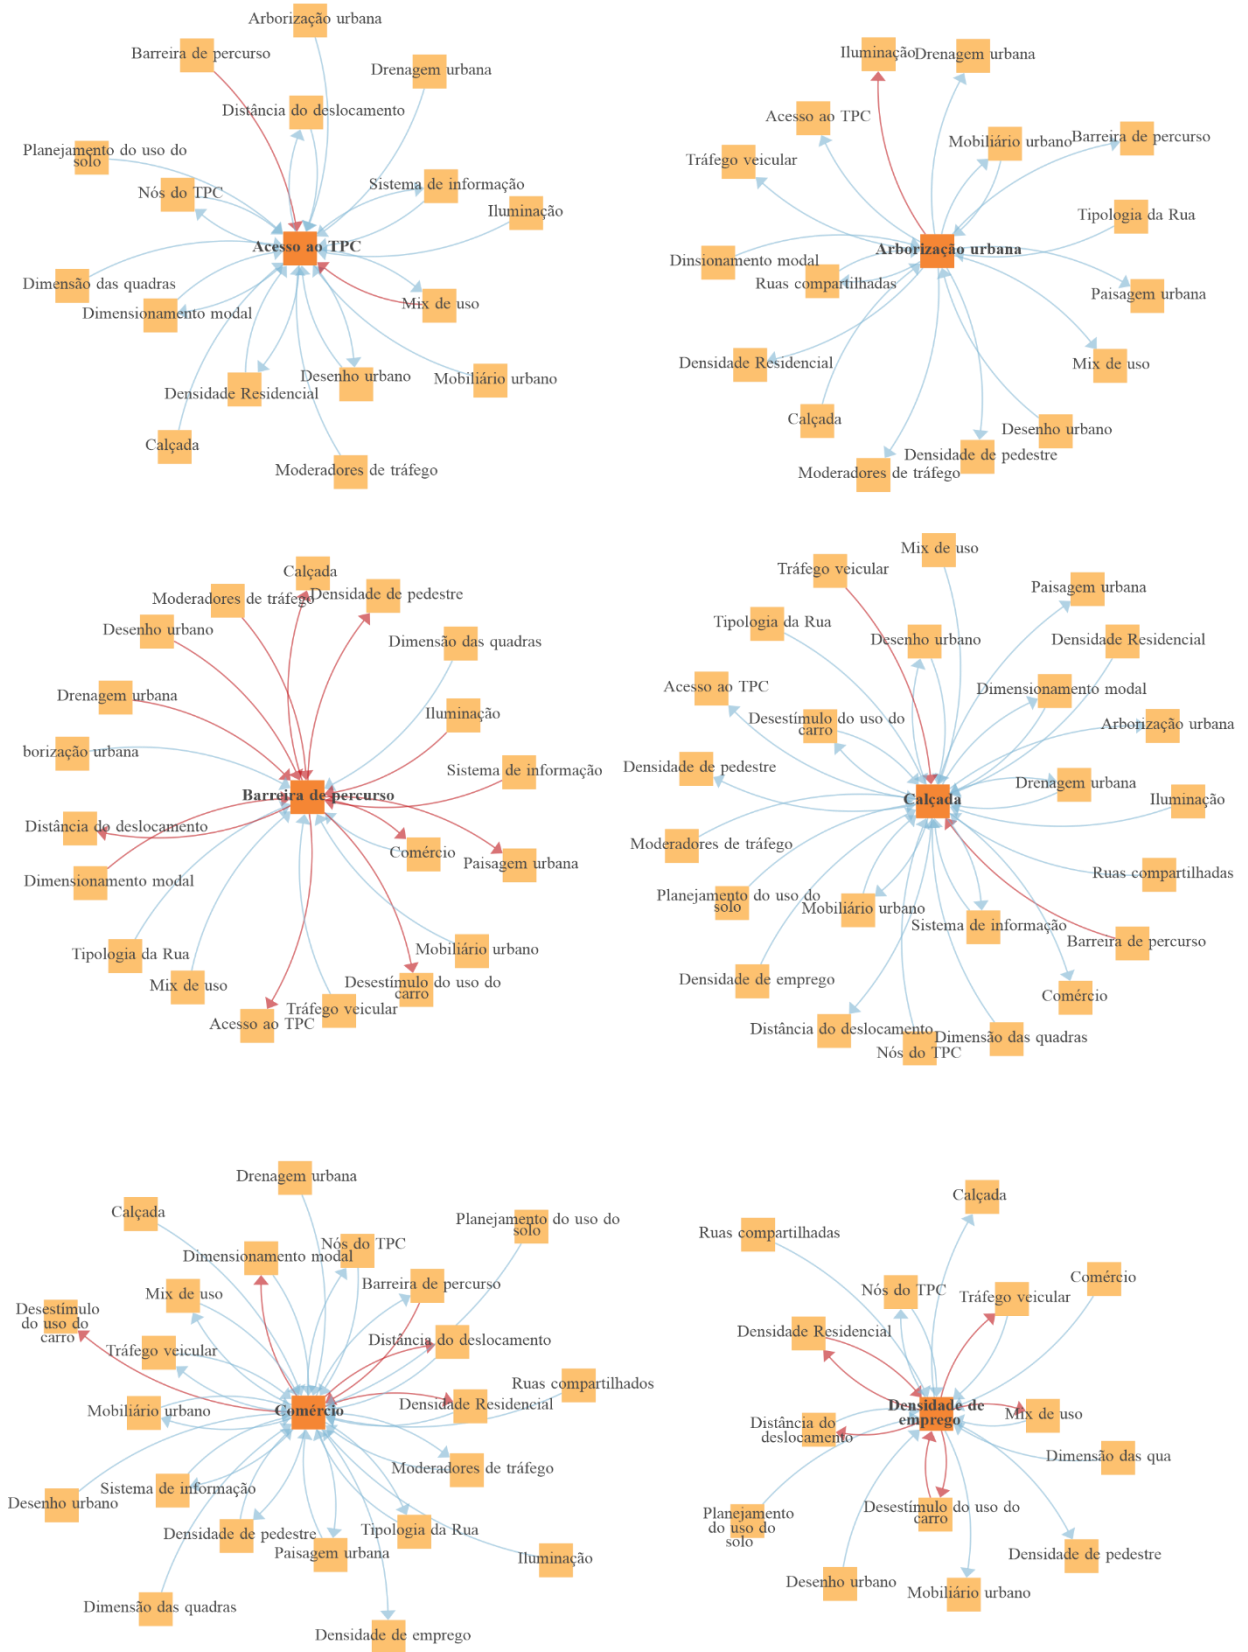 Arborização urbana
Barreira de percurso
Drenagem urbana
Distância do deslocamento
Planejamento do uso do
solo
Nós do TPC
Sistema de informação
Iluminação
Acesso ao TPC
Dimensão das quadras
Dimensionamento modal
Mix de uso
Densidade Residencial
Desenho urbano
Mobiliário urbano
Calçada
Moderadores de tráfego
Iluminação
Drenagem urbana
Acesso ao TPC
Mobiliário urbano
Barreira de percurso
Tráfego veicular
Tipologia da Rua
Arborização urbana
Dinsionamento modal
Ruas compartilhadas
Paisagem urbana
Densidade Residencial
Mix de uso
Calçada
Desenho urbano
Densidade de pedestre
Moderadores de tráfego
Calçada
Moderadores de tráfego
Densidade de pedestre
Desenho urbano
Dimensão das quadras
Drenagem urbana
Iluminação
borização urbana
Sistema de informação
Barreira de percurso
Distância do deslocamento
Comércio
Paisagem urbana
Dimensionamento modal
Tipologia da Rua
Mobiliário urbano
Mix de uso
Desestímulo do uso do
carro
Tráfego veicular
Acesso ao TPC
Mix de uso
Tráfego veicular
Paisagem urbana
Tipologia da Rua
Desenho urbano
Densidade Residencial
Acesso ao TPC
Dimensionamento modal
Desestímulo do uso do
carro
Arborização urbana
Densidade de pedestre
Drenagem urbana
Calçada
Iluminação
Moderadores de tráfego
Ruas compartilhadas
Planejamento do uso do
solo
Mobiliário urbano
Sistema de informação
Barreira de percurso
Densidade de emprego
Comércio
Distância do deslocamento
Dimensão das quadras
Nós do TPC
Drenagem urbana
Calçada
Planejamento do uso do
solo
Nós do TPC
Dimensionamento modal
Barreira de percurso
Mix de uso
Desestímulo
do uso do
carro
Distância do deslocamento
Tráfego veicular
Ruas compartilhados
Mobiliário urbano
Comércio
Densidade Residencial
Moderadores de tráfego
Sistema de informação
Desenho urbano
Densidade de pedestre
Tipologia da Rua
Paisagem urbana
Iluminação
Dimensão das quadras
Densidade de emprego
Calçada
Ruas compartilhadas
Comércio
Nós do TPC
Tráfego veicular
Densidade Residencial
Densidade de
emprego
Mix de uso
Distância do
deslocamento
Dimensão das qua
Planejamento
do uso do
solo
Desestímulo do uso do
carro
Densidade de pedestre
Desenho urbano
Mobiliário urbano